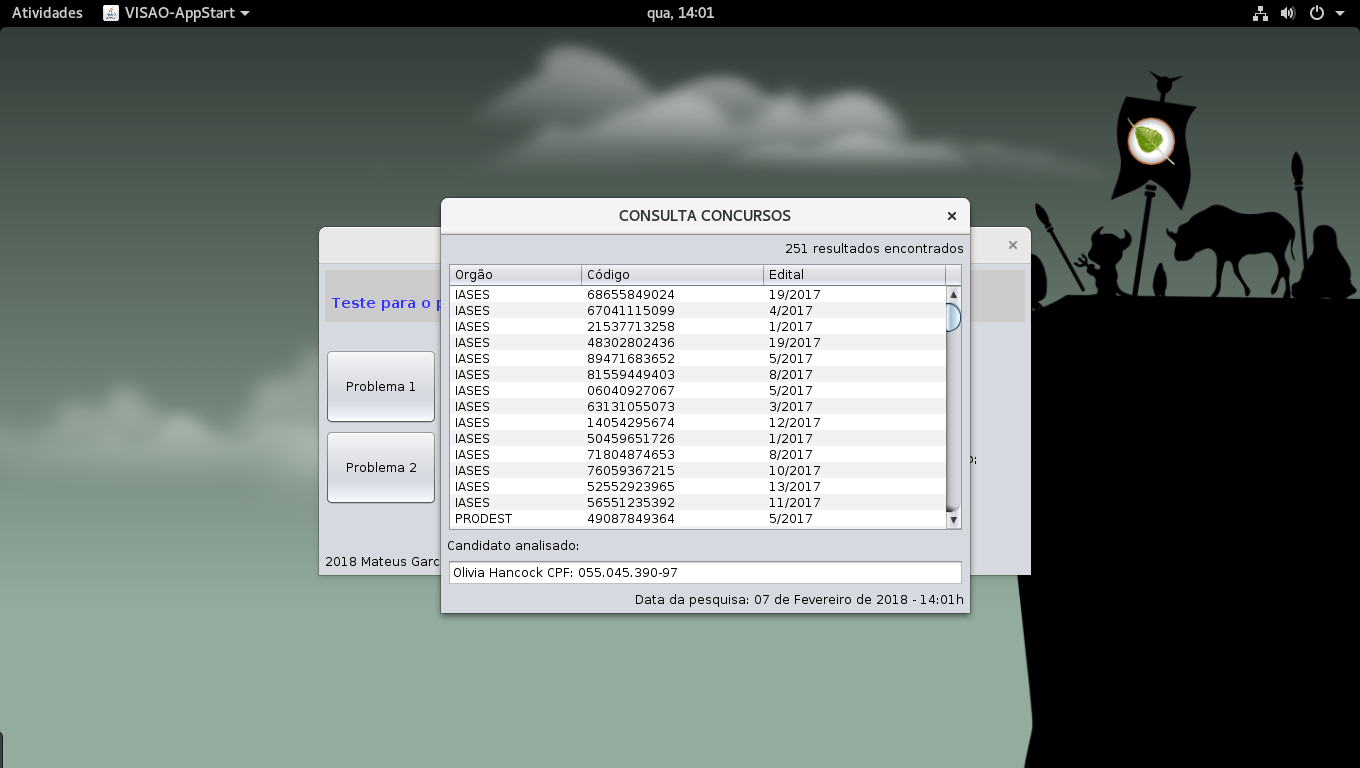 Atividades VISAO-AppStart qua, 14:01
CONSULTA CONCURSOS
251 resultados encontrados
Orgão Código Edital
IASES 68655849024 19/2017
IASES 67041115099 4/2017
IASES 21537713258 1/2017
IASES 48302802436 19/2017
IASES 89471683652 5/2017
IASES 81559449403 8/2017
IASES 06040927067 5/2017
IASES 63131055073 3/2017
IASES 14054295674 12/2017
IASES 50459651726 1/2017
IASES 71804874653 8/2017
IASES 76059367215 10/2017
IASES 52552923965 13/2017
IASES 56551235392 11/2017
PRODEST 49087849364 5/2017
Candidato analisado:
Olivia Hancock CPF: 055.045.390-97
Data da pesquisa: 07 de Fevereiro de 2018 - 14:01h
Teste para o
Problema 1
Problema 2
2018 Mateus Garc